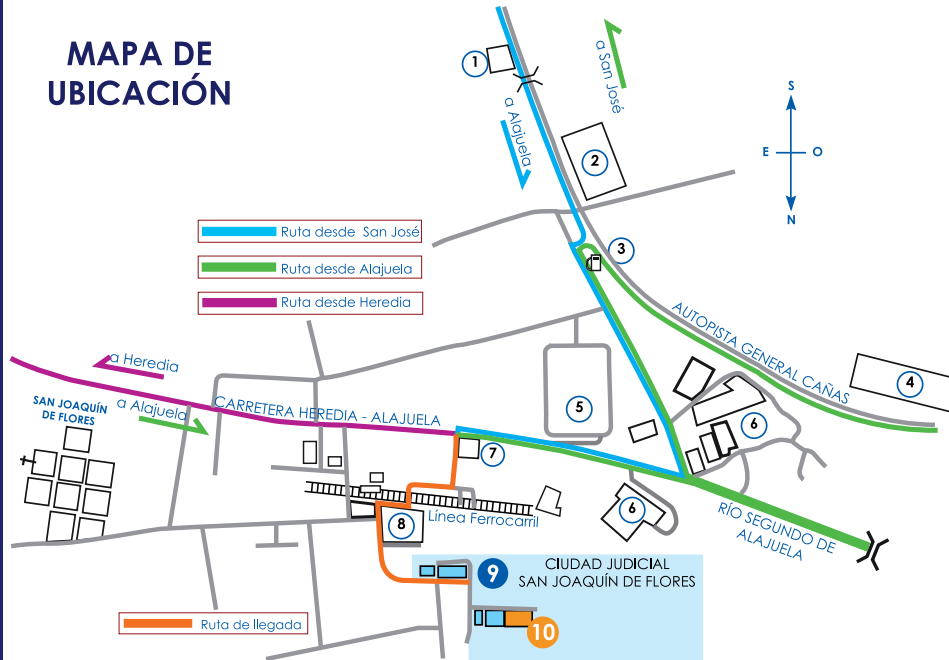 MAPA DE
UBICACIÓN
1
a San José
a Alajuela
2
S
E
O
N
Ruta desde San José
Ruta desde Alajuela
Ruta desde Heredia
3
AUTOPISTA GENERAL CAÑAS
4
a Heredia
a Alajuela
SAN JOAQUÍN
DE FLORES
CARRETERA HEREDIA - ALAJUELA
5
6
7
6
8
Línea Ferrocarril
RÍO SEGUNDO DE
ALAJUELA
9
CIUDAD JUDICIAL
SAN JOAQUÍN DE FLORES
10
Ruta de llegada